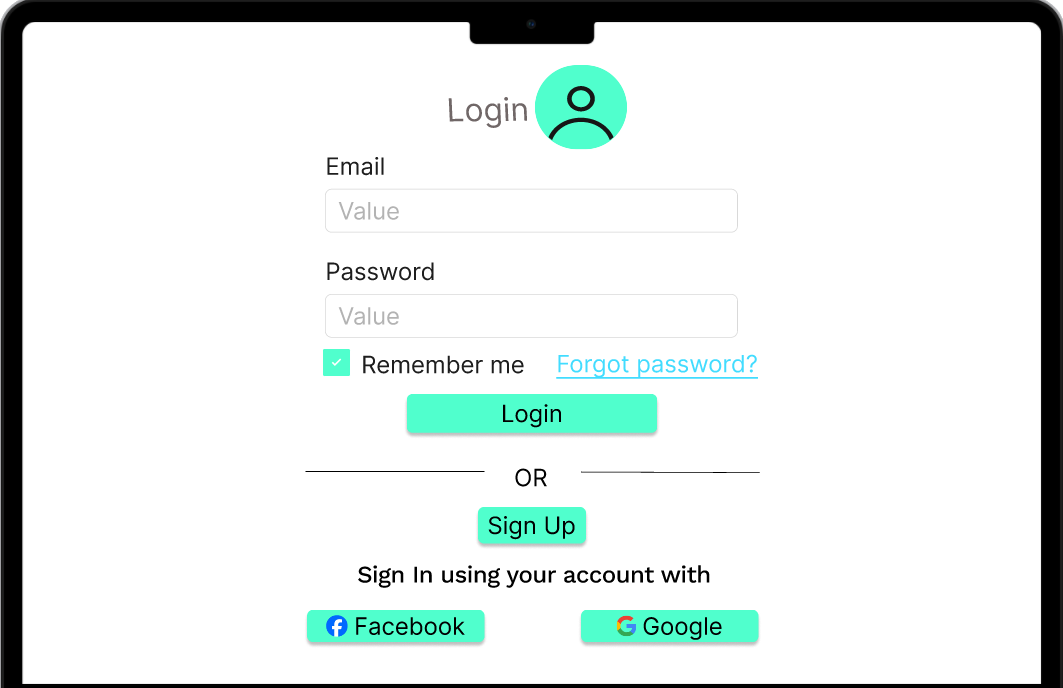 Login
Email
Value
Password
Value
Remember me Forgot password?
Login
OR
Sign Up
Sign In using your account with
Facebook Google